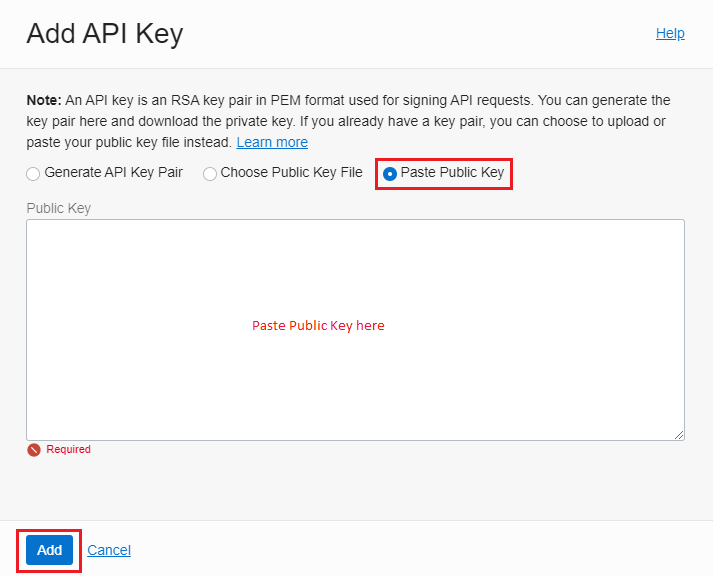 Add API Key
Help
Note: An API key is an RSA key pair in PEM format used for signing API requests. You can generate the
key pair here and download the private key. If you already have a key pair, you can choose to upload or
paste your public key file instead. Learn more
Generate API Key Pair Choose Public Key File Paste Public Key
Public Key
Paste Public Key here
Required
Add Cancel